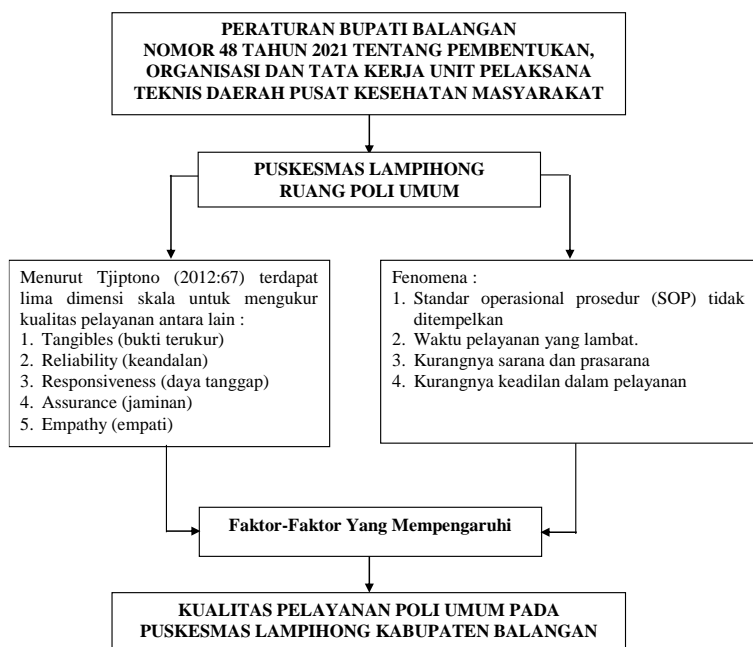 PERATURAN BUPATI BALANGAN
NOMOR 48 TAHUN 2021 TENTANG PEMBENTUKAN,
ORGANISASI DAN TATA KERJA UNIT PELAKSANA
TEKNIS DAERAH PUSAT KESEHATAN MASYARAKAT
PUSKESMAS LAMPIHONG
RUANG POLI UMUM
Menurut Tjiptono (2012:67) terdapat
lima dimensi skala untuk mengukur
kualitas pelayanan antara lain :
1. Tangibles (bukti terukur)
2. Reliability (keandalan)
3. Responsiveness (daya tanggap)
4. Assurance (jaminan)
5. Empathy (empati)
Fenomena :
1. Standar operasional prosedur (SOP) tidak
ditempelkan
2. Waktu pelayanan yang lambat.
3. Kurangnya sarana dan prasarana
4. Kurangnya keadilan dalam pelayanan
Faktor-Faktor Yang Mempengaruhi
KUALITAS PELAYANAN POLI UMUM PADA
PUSKESMAS LAMPIHONG KABUPATEN BALANGAN